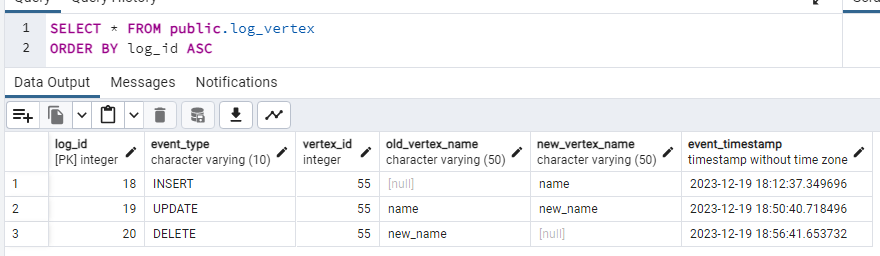 SELECT * FROM public.log_vertex
ORDER BY log_id ASC
1
2
Data Output Messages Notifications
log_id event_type vertex_id old_vertex_name new_vertex_name event_timestamp
[PK] integer character varying (10) integer character varying (50) character varying (50) timestamp without time zone
1 18 INSERT 55 [null] name 2023-12-19 18:12:37.349696
2 19 UPDATE 55 name new_name 2023-12-19 18:50:40.718496
3 20 DELETE 55 new_name [null] 2023-12-19 18:56:41.653732